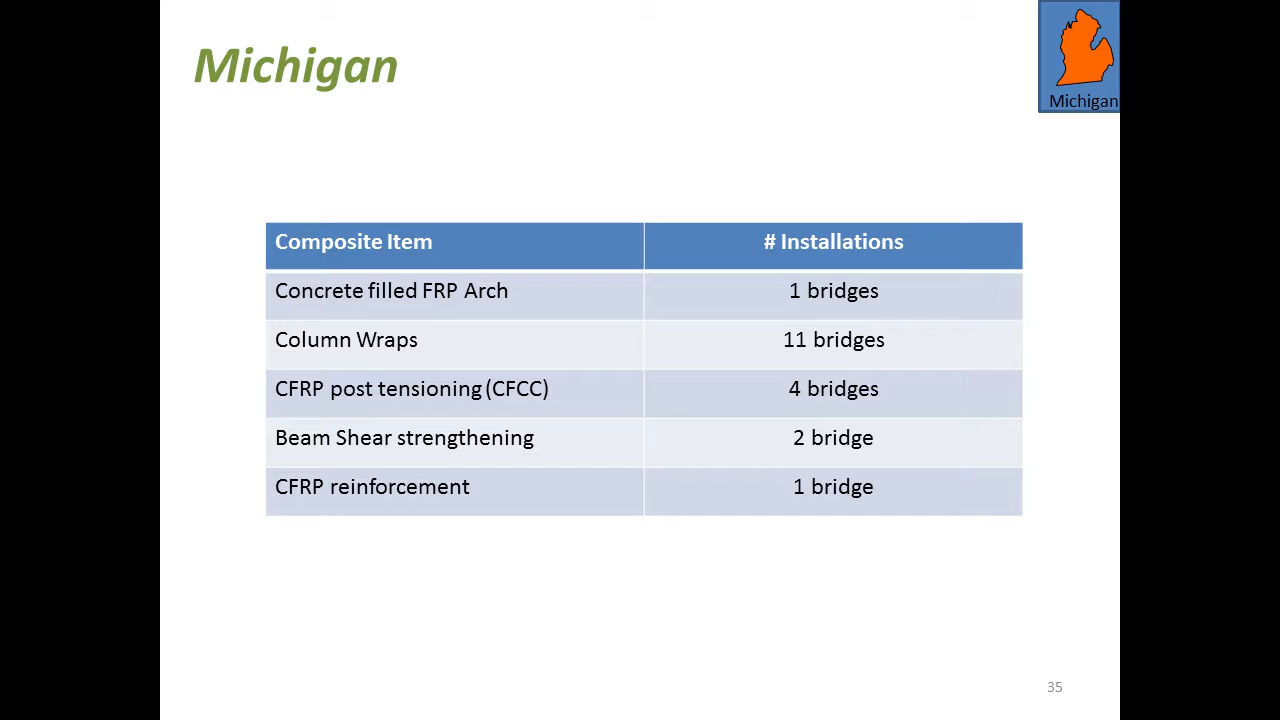 Michigan
Michigan
Composite Item # Installations
Concrete filled FRP Arch 1 bridges
Column Wraps 11 bridges
CFRP post tensioning (CFCC) 4 bridges
Beam Shear strengthening 2 bridge
CFRP reinforcement 1 bridge
35